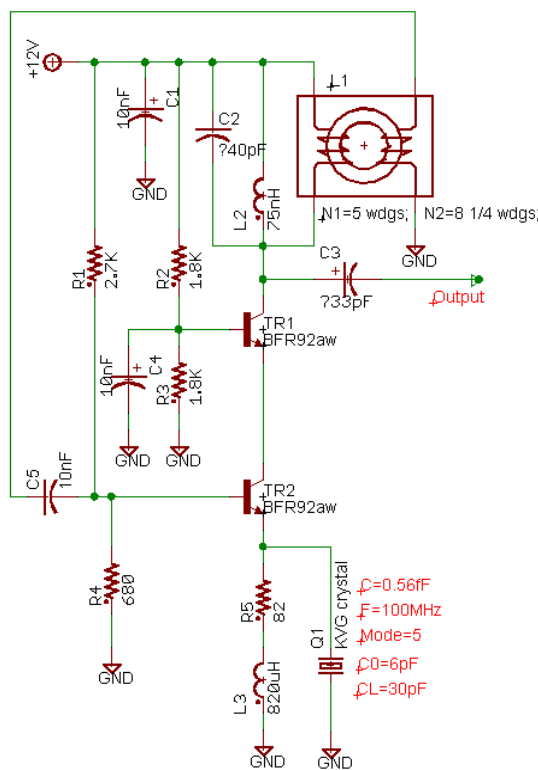 +12V
10nF
C1
C2
?40pF
L1
L2
75nH
N1=5 wdgs;
N2=8 1/4 wdgs;
GND
GND
R1
2.7K
R2
1.8K
C3
?33pF
Output
TR1
BFR92aw
10nF
C4
R3
1.8K
GND
GND
C5
10nF
TR2
BFR92aw
R4
680
R5
82
Q1
KVG crystal
C=0.56fF
F=100MHz
Mode=5
C0=6pF
CL=30pF
L3
820uH
GND
GND
GND